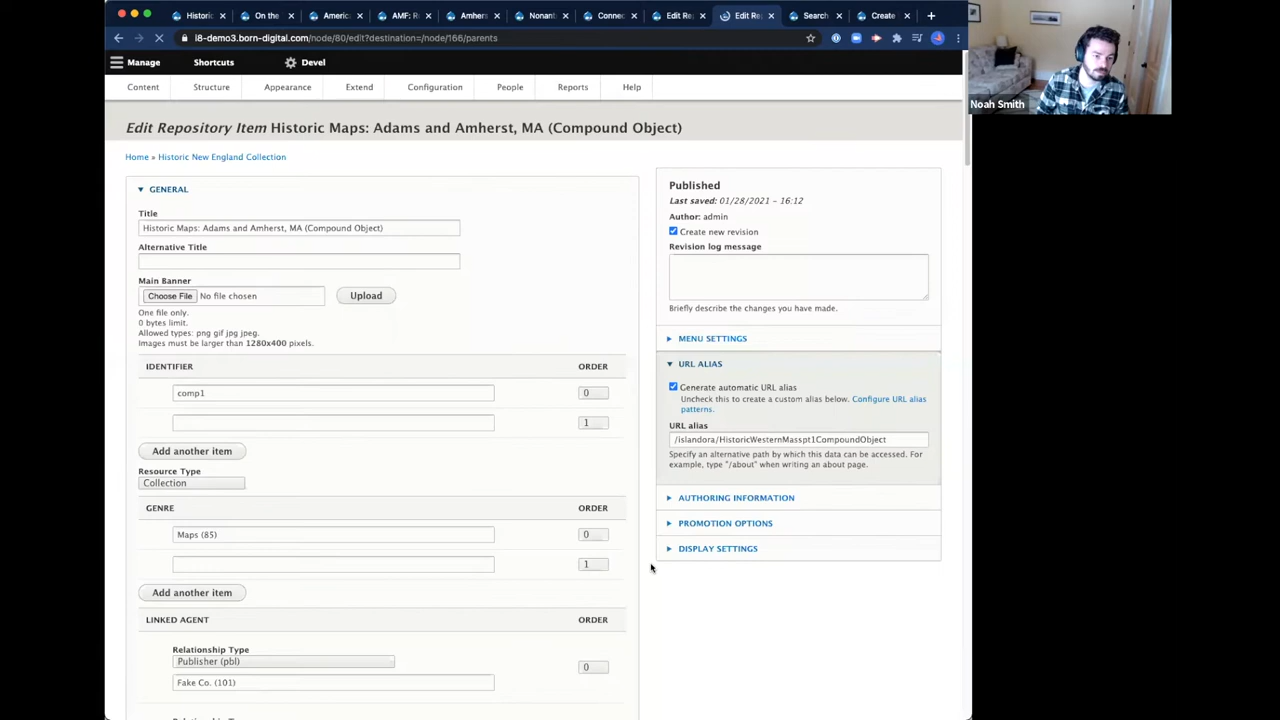 Historic
On the
America
AMF: R
Amhers
Nonant
Connec
Edit Rep
Edit Rep
Search
Create
i8-demo3.born-digital.com/node/80/edit?destination=/node/166/parents
Manage Shortcuts Devel
Content Structure Appearance Extend Configuration People Reports Help
Noah Smith
Edit Repository Item Historic Maps: Adams and Amherst, MA (Compound Object)
Home » Historic New England Collection
GENERAL
Title
Historic Maps: Adams and Amherst, MA (Compound Object)
Alternative Title
Main Banner
Choose File No file chosen Upload
One file only.
0 bytes limit.
Allowed types: png gif jpg jpeg.
Images must be larger than 1280x400 pixels.
IDENTIFIER ORDER
comp1 0
1
Add another item
Resource Type
Collection
GENRE ORDER
Maps (85) 0
1
Add another item
LINKED AGENT ORDER
Relationship Type
Publisher (pbl) 0
Fake Co. (101)
Published
Last saved: 01/28/2021 - 16:12
Author: admin
Create new revision
Revision log message
Briefly describe the changes you have made.
MENU SETTINGS
URL ALIAS
Generate automatic URL alias
Uncheck this to create a custom alias below. Configure URL alias
patterns.
URL alias
/islandora/HistoricWesternMasspt1CompoundObject
Specify an alternative path by which this data can be accessed. For
example, type "/about" when writing an about page.
AUTHORING INFORMATION
PROMOTION OPTIONS
DISPLAY SETTINGS